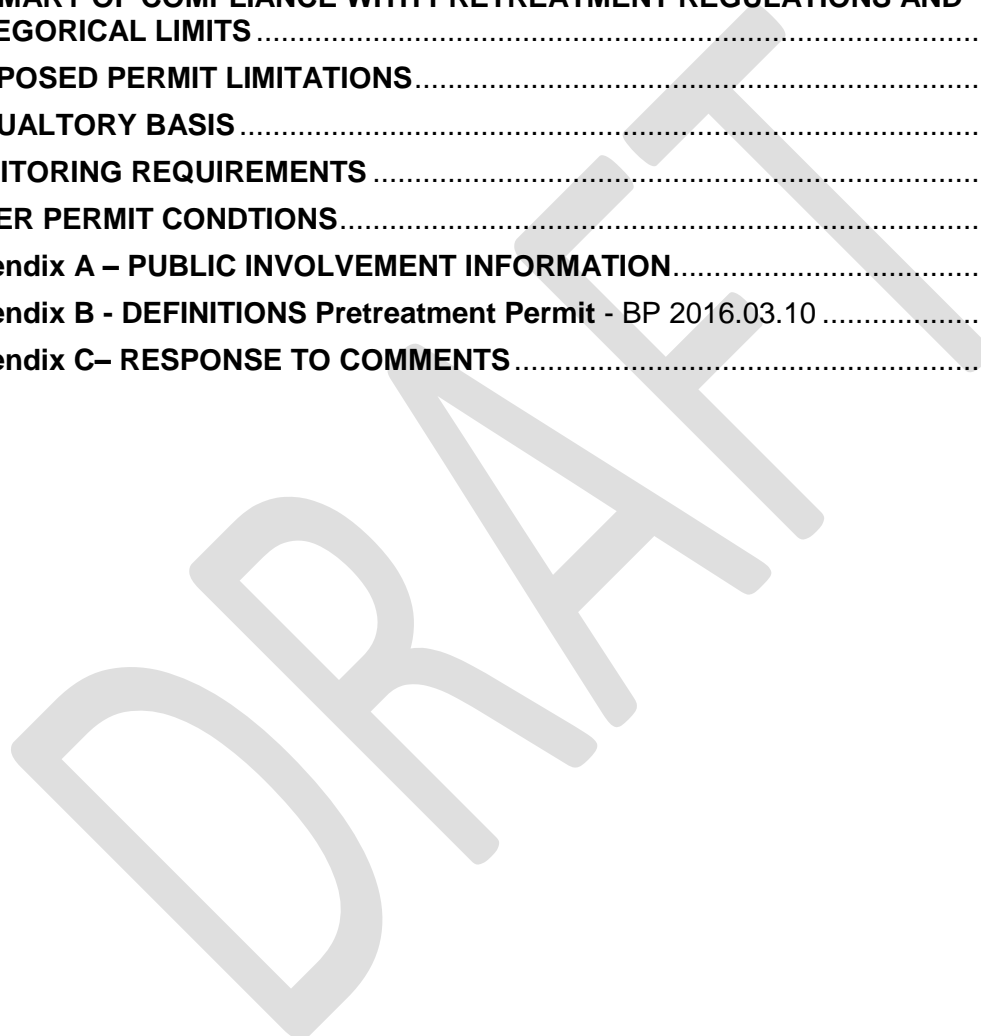 MARY OF COMPLIANCE WITH PRETREATMENT REGULATIONS AND
EGORICAL LIMITS
POSED PERMIT LIMITATIONS
UALTORY BASIS
ITORING REQUIREMENTS
ER PERMIT CONDTIONS
endix A – PUBLIC INVOLVEMENT INFORMATION
endix B - DEFINITIONS Pretreatment Permit - BP 2016.03.10
endix C– RESPONSE TO COMMENTS
DRAFT